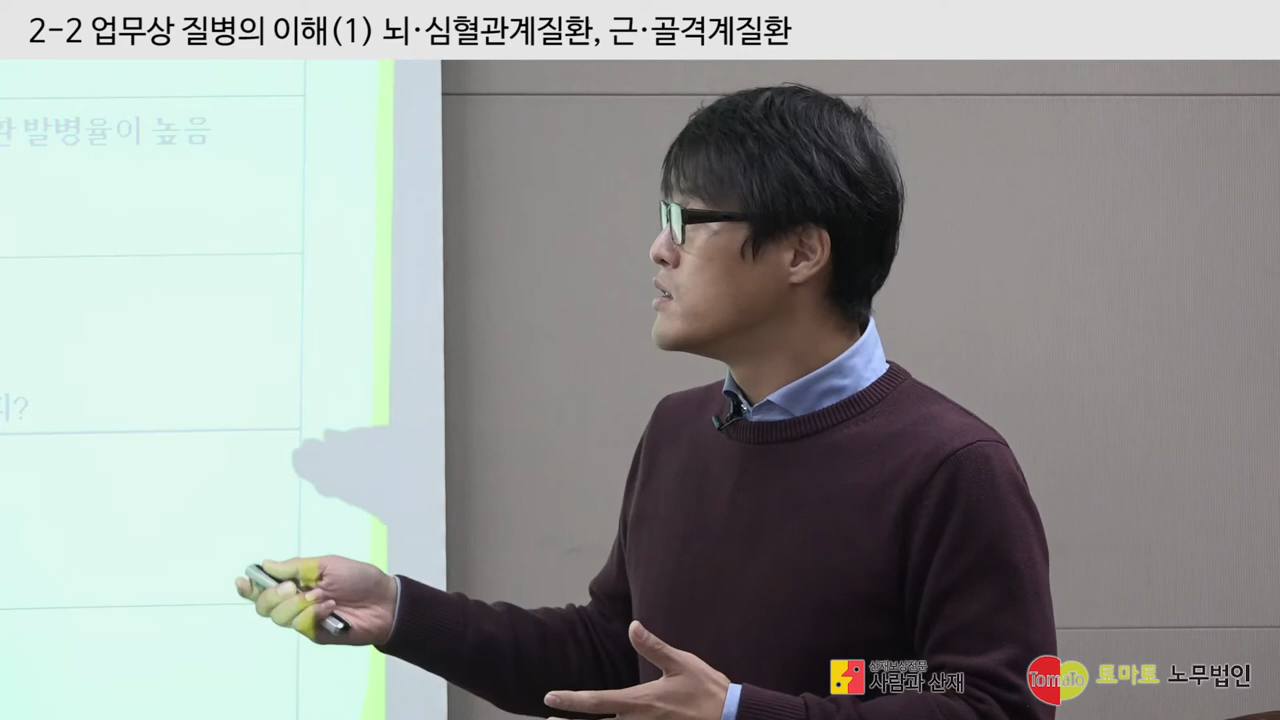 2-2 업무상 질병의 이해(1) 뇌·심혈관계질환, 근·골격계질환
환 발병율이 높음
지?
산재보상전문
사람과 산재
TomaTo
토마토 노무법인